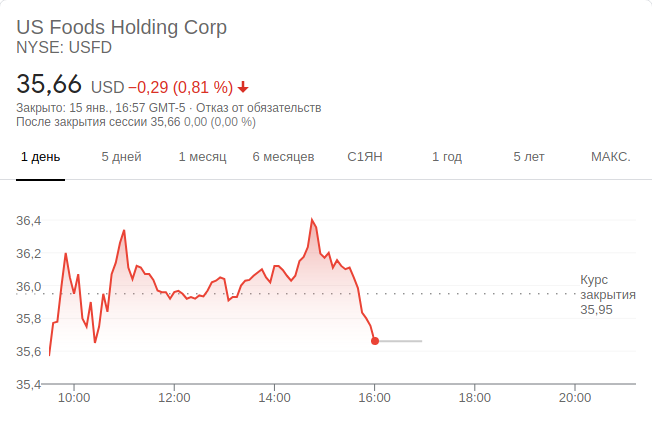 US Foods Holding Corp
NYSE: USFD
35,66 USD −0,29 (0,81 %)
Закрыто: 15 янв., 16:57 GMT-5 · Отказ от обязательств
После закрытия сессии 35,66 0,00 (0,00 %)
1 день 5 дней 1 месяц 6 месяцев С1ЯН 1 год 5 лет МАКС.
36,4
36,2
36,0
35,8
35,6
35,4
Курс
закрытия
35,95
10:00 12:00 14:00 16:00 18:00 20:00